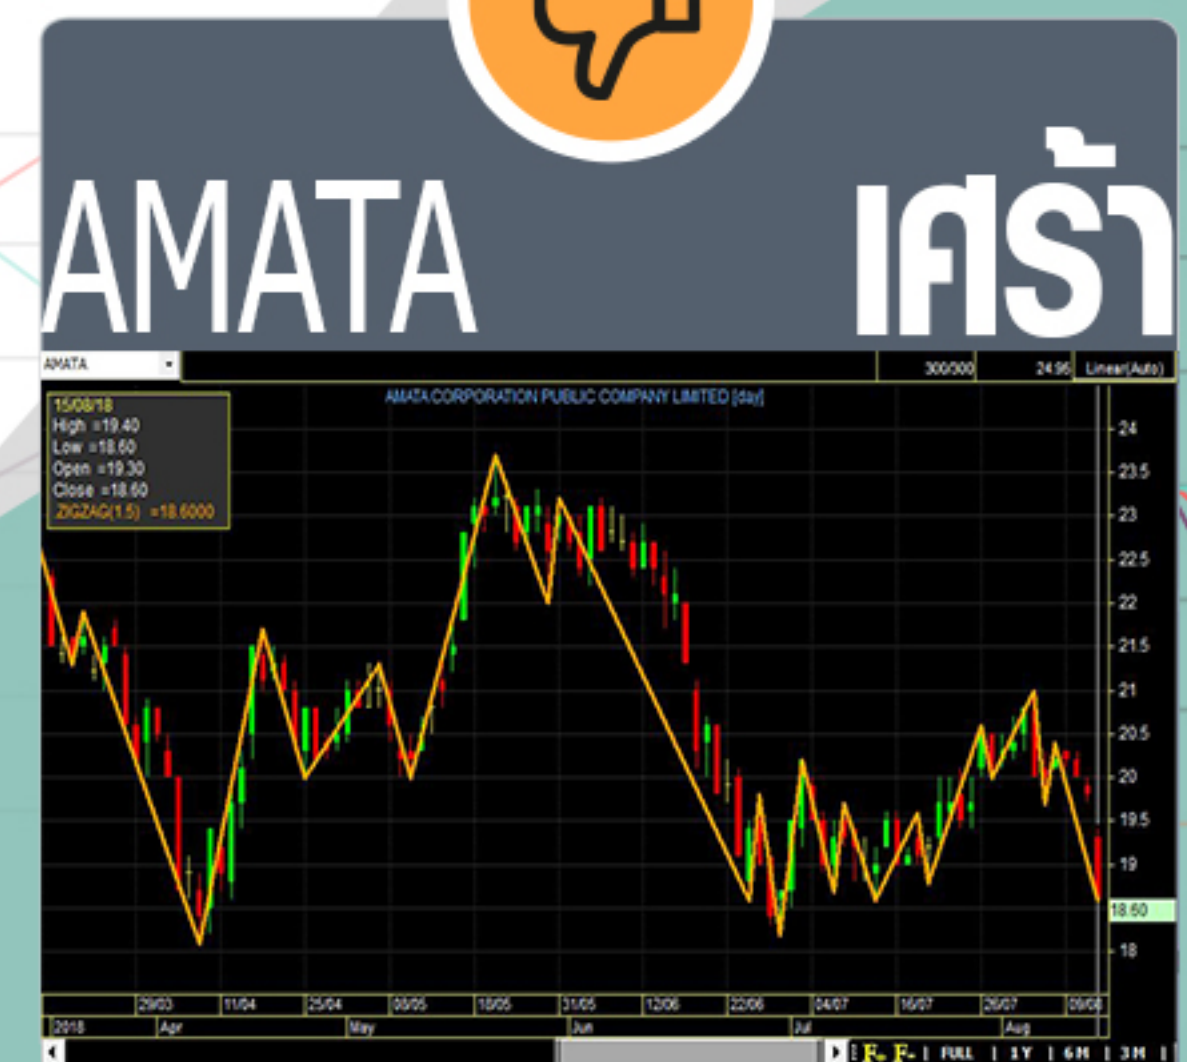 AMATA เศร้า
AMATA 300/300 24.95 Linear(Auto)
AMATA CORPORATION PUBLIC COMPANY LIMITED [day]
15/08/18
High =19.40
Low =18.60
Open =19.30
Close =18.60
ZIGZAG(1.5) =18.6000
24
23.5
23
22.5
22
21.5
21
20.5
20
19.5
19
18.60
18
29/03 11/04 25/04 08/05 18/05 31/05 12/06 22/06 04/07 16/07 26/07 09/08
2018 Apr May Jun Jul Aug
F+ F- | FULL | 1Y | 6M | 3M |